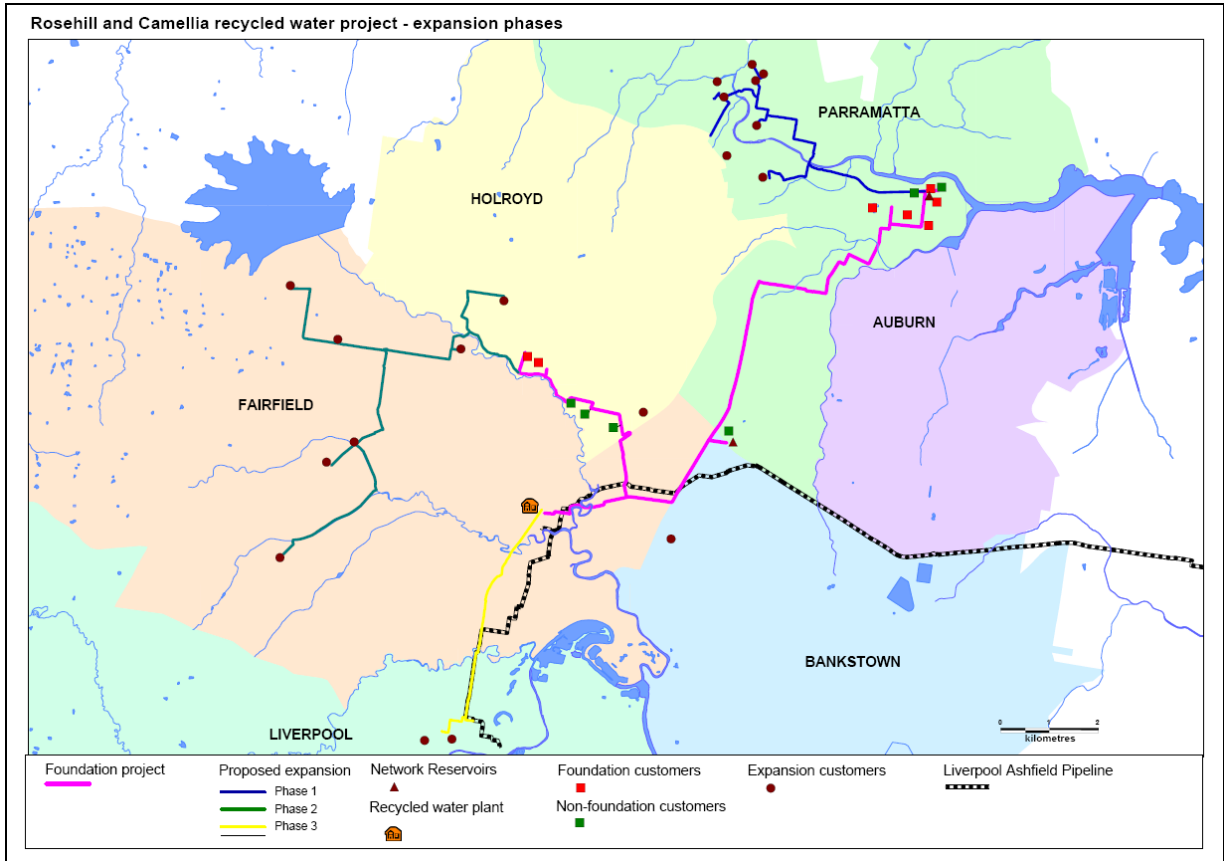 Rosehill and Camellia recycled water project - expansion phases
PARRAMATTA
HOLROYD
AUBURN
FAIRFIELD
BANKSTOWN
LIVERPOOL
0 1 2
kilometres
Foundation project
Proposed expansion
Phase 1
Phase 2
Phase 3
Network Reservoirs
Recycled water plant
Foundation customers
Non-foundation customers
Expansion customers
Liverpool Ashfield Pipeline